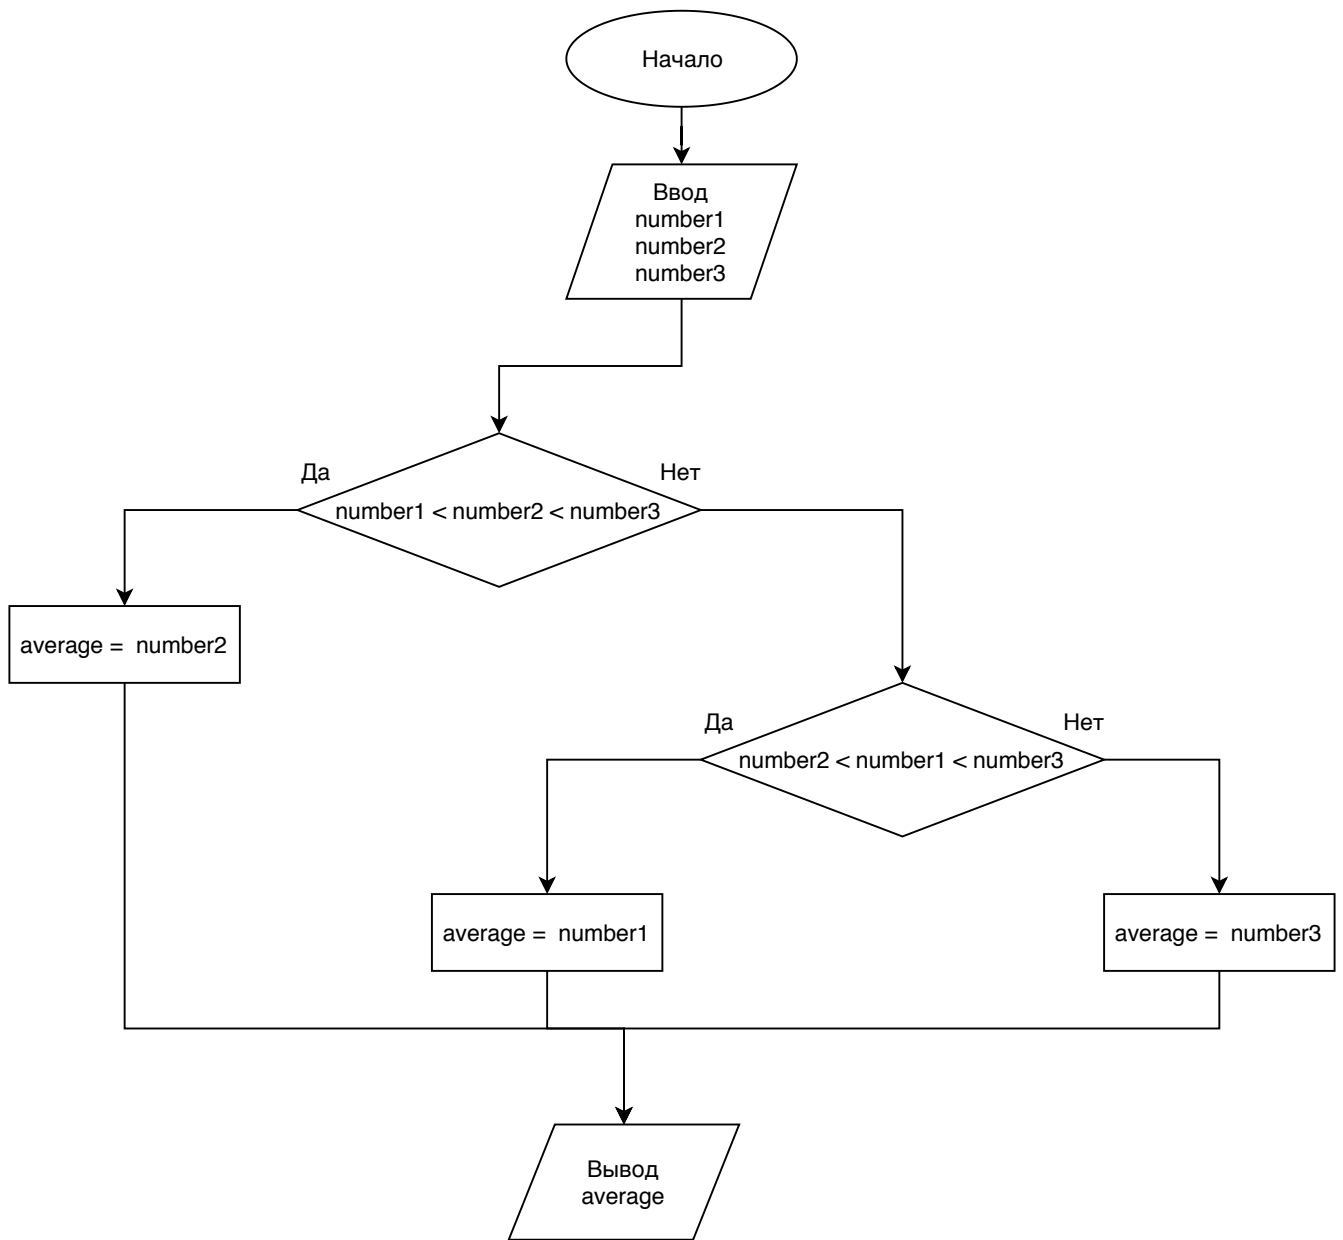 Начало
Ввод
number1
number2
number3
Да
Нет
number1 < number2 < number3
average = number2
Да
Нет
number2 < number1 < number3
average = number1
average = number3
Вывод
average